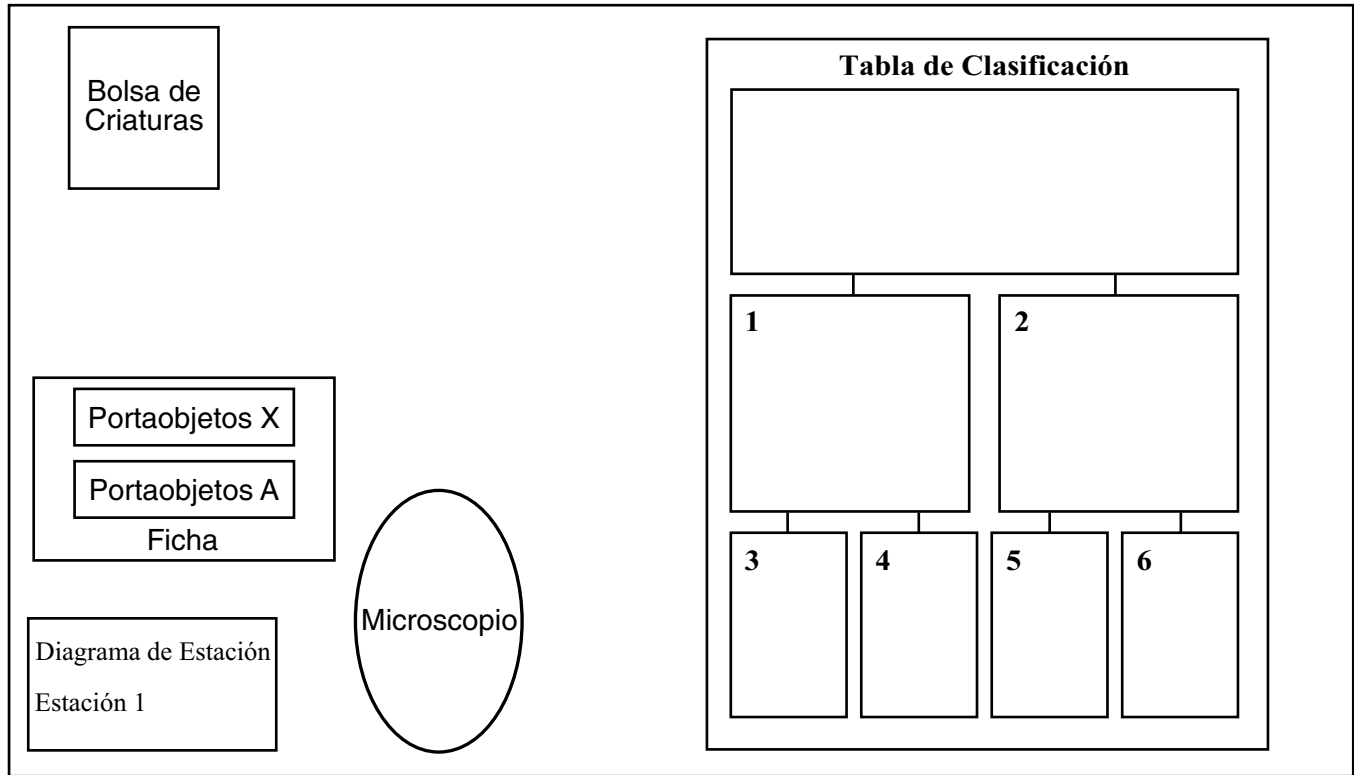 Bolsa de
Criaturas
Portaobjetos X
Portaobjetos A
Ficha
Microscopio
Diagrama de Estación
Estación 1
Tabla de Clasificación
1
2
3
4
5
6